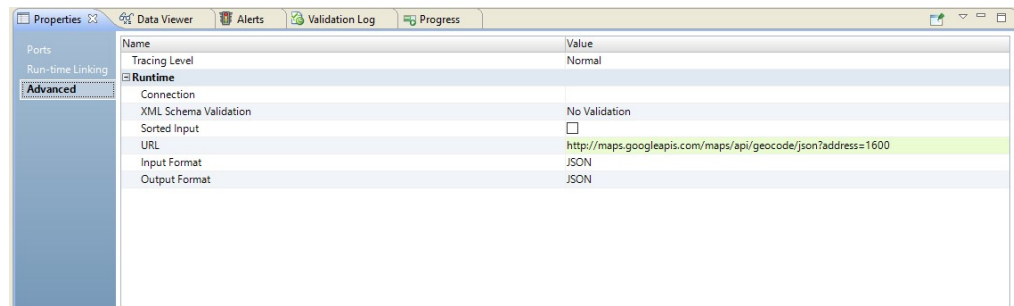 Properties Data Viewer Alerts Validation Log Progress
Ports
Run-time Linking
Advanced
Name Value
Tracing Level Normal
Runtime
Connection
XML Schema Validation No Validation
Sorted Input
URL http://maps.googleapis.com/maps/api/geocode/json?address=1600
Input Format JSON
Output Format JSON